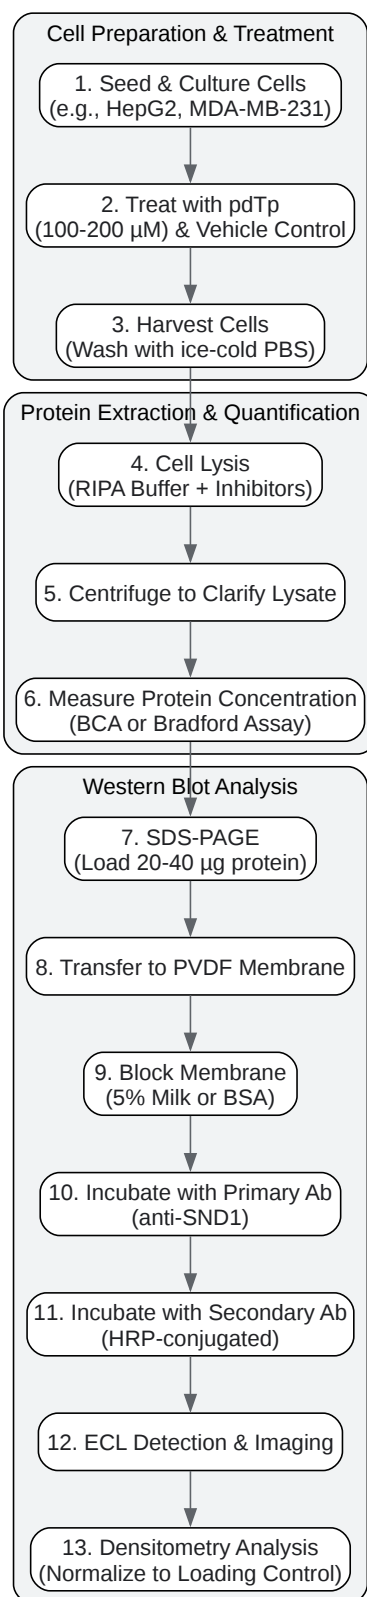 Cell Preparation & Treatment
1. Seed & Culture Cells
(e.g., HepG2, MDA-MB-231)
2. Treat with pdTp
(100-200 µM) & Vehicle Control
3. Harvest Cells
(Wash with ice-cold PBS)
Protein Extraction & Quantification
4. Cell Lysis
(RIPA Buffer + Inhibitors)
5. Centrifuge to Clarify Lysate
6. Measure Protein Concentration
(BCA or Bradford Assay)
Western Blot Analysis
7. SDS-PAGE
(Load 20-40 µg protein)
8. Transfer to PVDF Membrane
9. Block Membrane
(5% Milk or BSA)
10. Incubate with Primary Ab
(anti-SND1)
11. Incubate with Secondary Ab
(HRP-conjugated)
12. ECL Detection & Imaging
13. Densitometry Analysis
(Normalize to Loading Control)